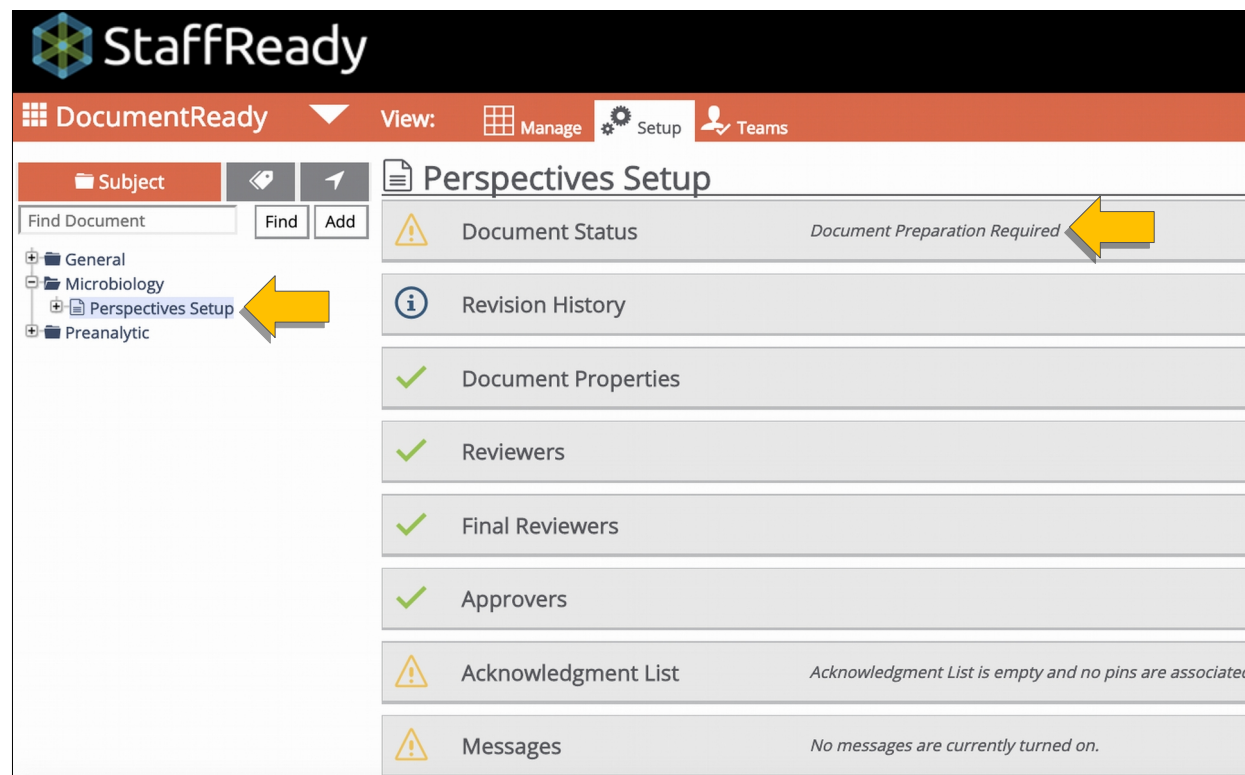 StaffReady
DocumentReady
View:
Manage
Setup
Teams
Subject
Find Document
Find
Add
General
Microbiology
Perspectives Setup
Preanalytic
Perspectives Setup
Document Status
Document Preparation Required
Revision History
Document Properties
Reviewers
Final Reviewers
Approvers
Acknowledgment List
Acknowledgment List is empty and no pins are associated
Messages
No messages are currently turned on.